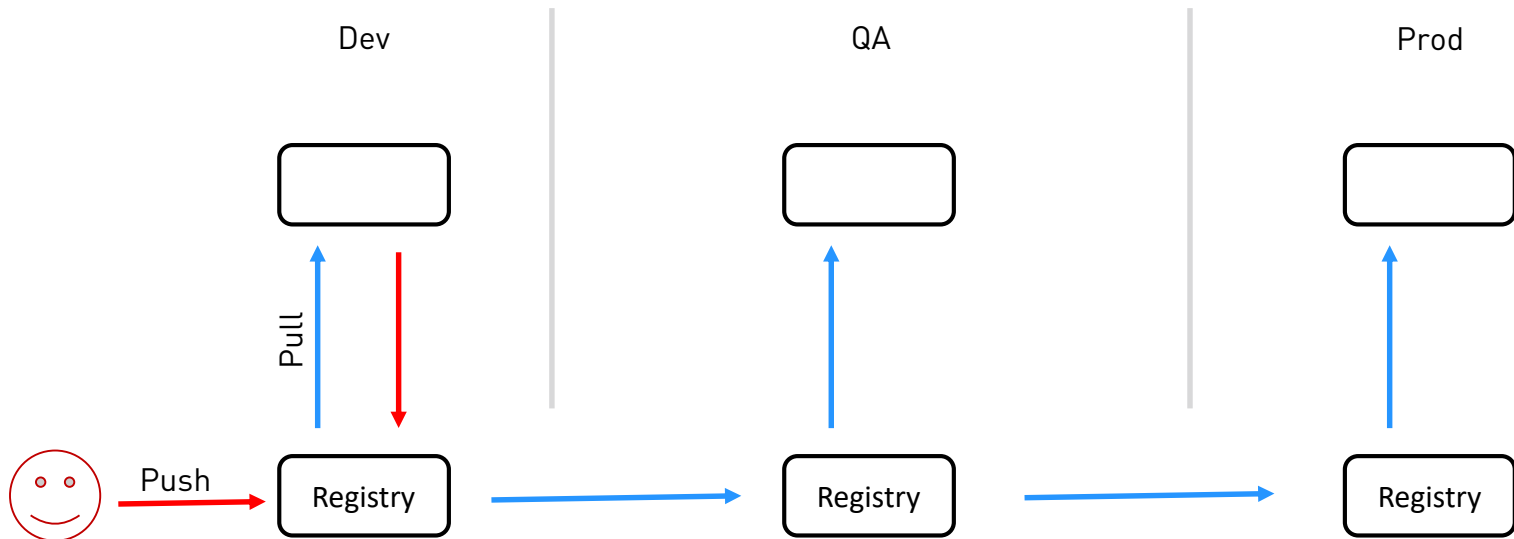 Dev
QA
Prod
Pull
Push
Registry
Registry
Registry